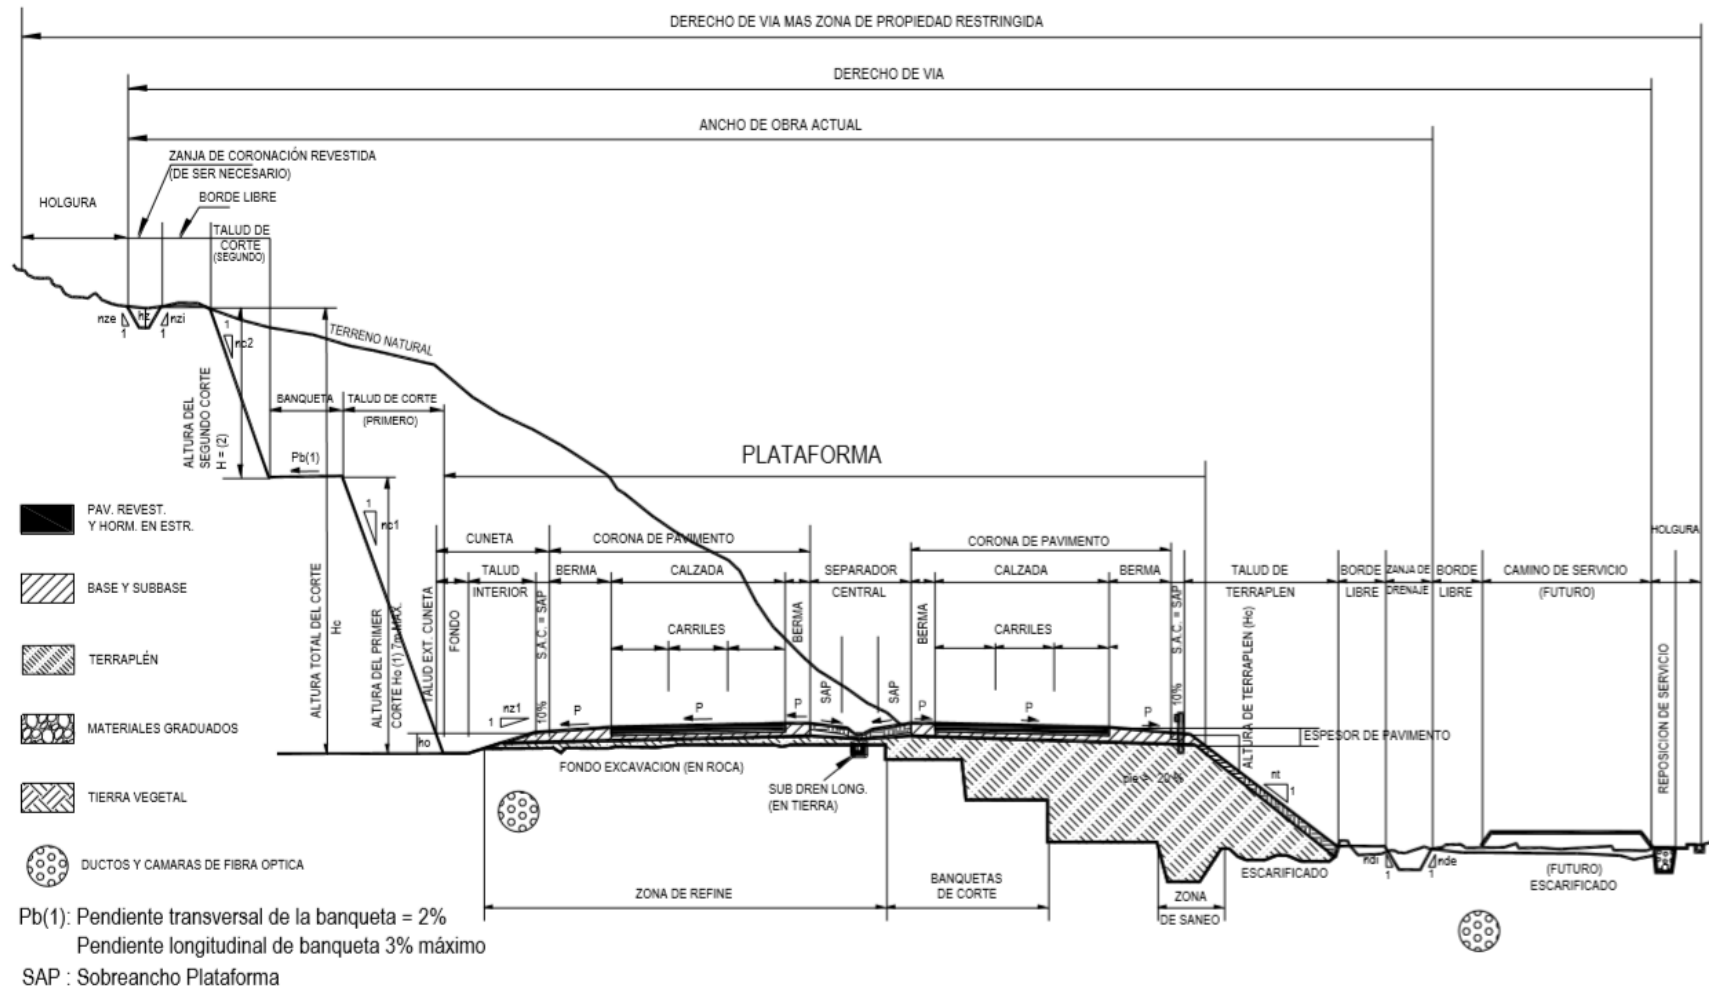 DERECHO DE VIA MAS ZONA DE PROPIEDAD RESTRINGIDA
DERECHO DE VIA
ANCHO DE OBRA ACTUAL
ZANJA DE CORONACIÓN REVESTIDA
(DE SER NECESARIO)
HOLGURA
BORDE LIBRE
TALUD DE
CORTE
(SEGUNDO)
nze
hz
nzi
1
1
1
nc2
TERRENO NATURAL
ALTURA DEL
SEGUNDO CORTE
H = (2)
BANQUETA
TALUD DE CORTE
(PRIMERO)
Pb(1)
PLATAFORMA
1
nc1
ALTURA TOTAL DEL CORTE
Hc
ALTURA DEL PRIMER
CORTE Ho (1) 7m MAX.
TALUD EXT. CUNETA
CUNETA
CORONA DE PAVIMENTO
CORONA DE PAVIMENTO
HOLGURA
FONDO
TALUD
INTERIOR
S.A.C. = SAP
10%
BERMA
CALZADA
BERMA
SEPARADOR
CENTRAL
BERMA
CALZADA
BERMA
S.A.C. = SAP
10%
TALUD DE
TERRAPLEN
BORDE
LIBRE
ZANJA DE
DRENAJE
BORDE
LIBRE
CAMINO DE SERVICIO
(FUTURO)
CARRILES
CARRILES
SAP
SAP
ALTURA DE TERRAPLEN (Hc)
REPOSICION DE SERVICIO
1
nz1
P
P
P
P
P
P
ho
ESPESOR DE PAVIMENTO
FONDO EXCAVACION (EN ROCA)
SUB DREN LONG.
(EN TIERRA)
pie > 20 %
nt
1
ndi
1
nde
1
ESCARIFICADO
(FUTURO)
ESCARIFICADO
ZONA DE REFINE
BANQUETAS
DE CORTE
ZONA
DE SANEO
PAV. REVEST.
Y HORM. EN ESTR.
BASE Y SUBBASE
TERRAPLÉN
MATERIALES GRADUADOS
TIERRA VEGETAL
DUCTOS Y CAMARAS DE FIBRA OPTICA
Pb(1): Pendiente transversal de la banqueta = 2%
Pendiente longitudinal de banqueta 3% máximo
SAP : Sobreancho Plataforma